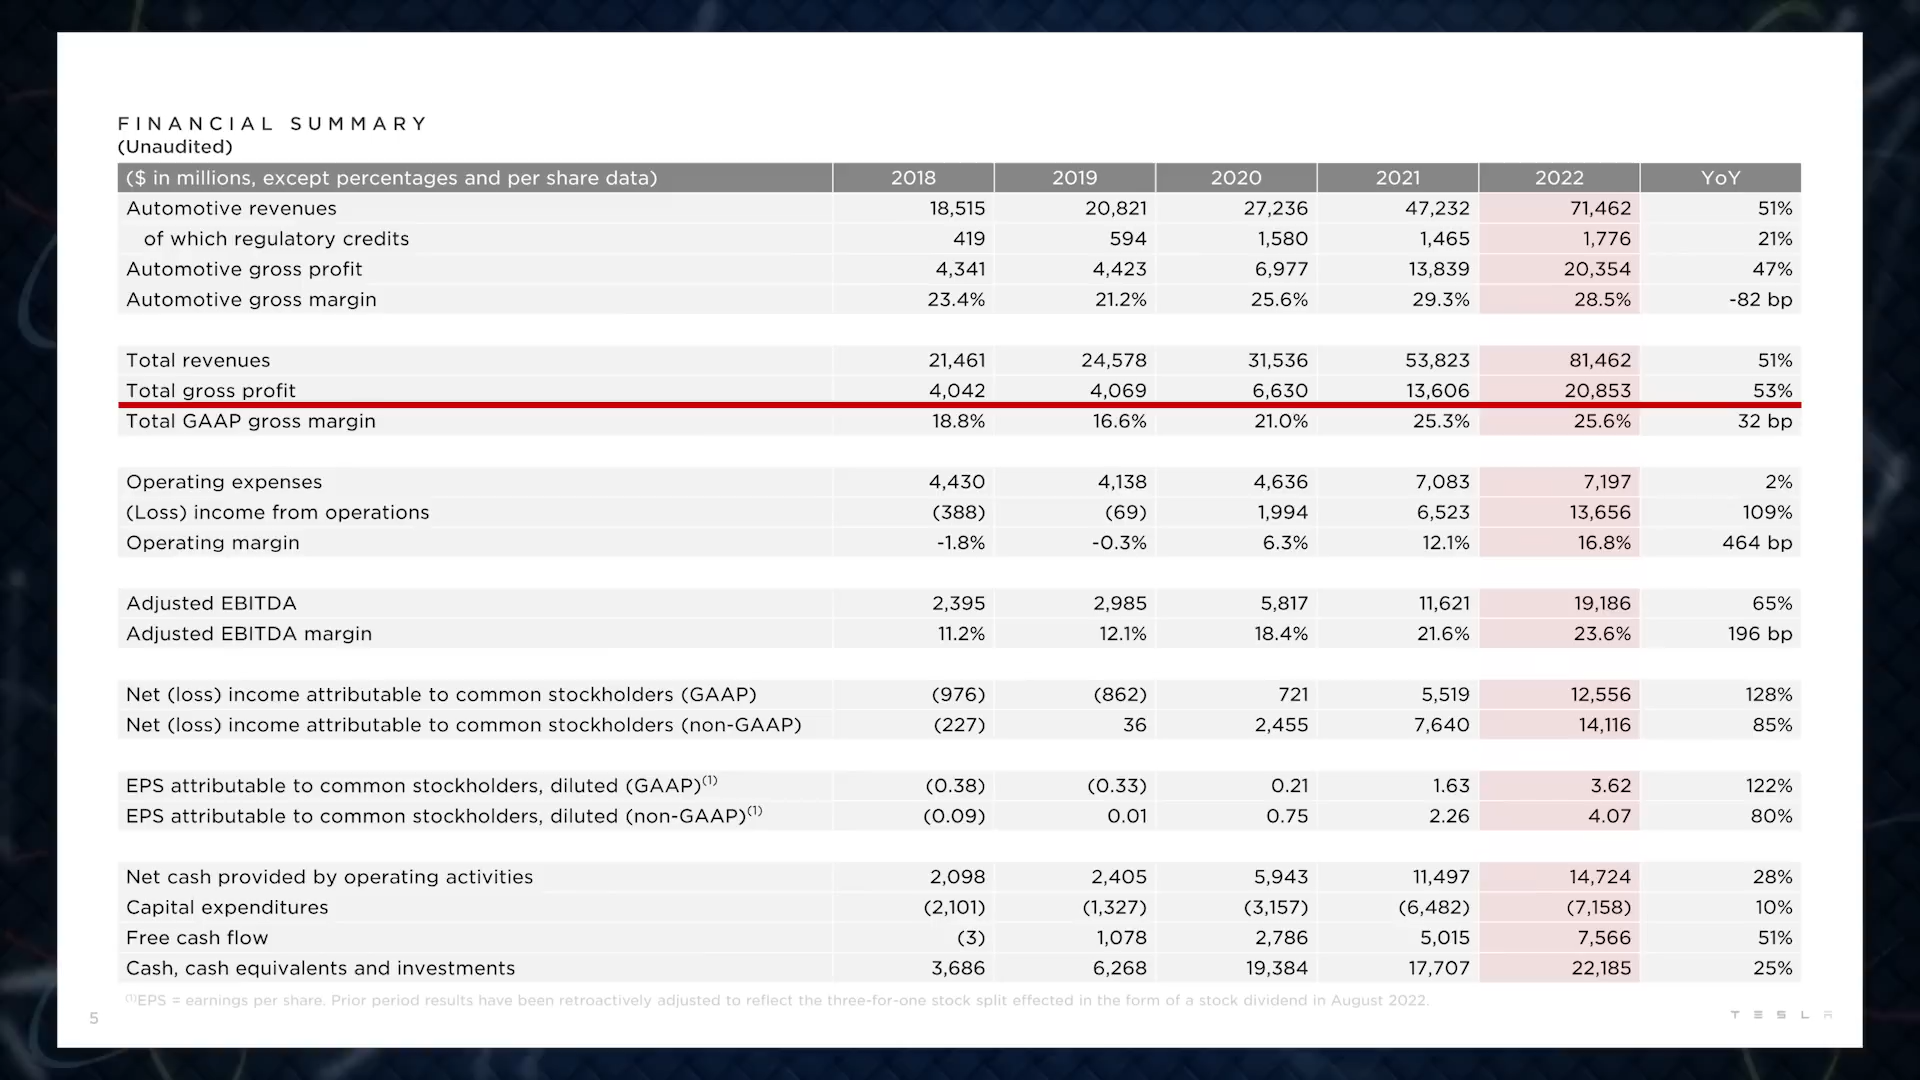 FINANCIAL SUMMARY
(Unaudited)
($ in millions, except percentages and per share data) 2018 2019 2020 2021 2022 YoY
Automotive revenues 18,515 20,821 27,236 47,232 71,462 51%
of which regulatory credits 419 594 1,580 1,465 1,776 21%
Automotive gross profit 4,341 4,423 6,977 13,839 20,354 47%
Automotive gross margin 23.4% 21.2% 25.6% 29.3% 28.5% -82 bp
Total revenues 21,461 24,578 31,536 53,823 81,462 51%
Total gross profit 4,042 4,069 6,630 13,606 20,853 53%
Total GAAP gross margin 18.8% 16.6% 21.0% 25.3% 25.6% 32 bp
Operating expenses 4,430 4,138 4,636 7,083 7,197 2%
(Loss) income from operations (388) (69) 1,994 6,523 13,656 109%
Operating margin -1.8% -0.3% 6.3% 12.1% 16.8% 464 bp
Adjusted EBITDA 2,395 2,985 5,817 11,621 19,186 65%
Adjusted EBITDA margin 11.2% 12.1% 18.4% 21.6% 23.6% 196 bp
Net (loss) income attributable to common stockholders (GAAP) (976) (862) 721 5,519 12,556 128%
Net (loss) income attributable to common stockholders (non-GAAP) (227) 36 2,455 7,640 14,116 85%
EPS attributable to common stockholders, diluted (GAAP)(1) (0.38) (0.33) 0.21 1.63 3.62 122%
EPS attributable to common stockholders, diluted (non-GAAP)(1) (0.09) 0.01 0.75 2.26 4.07 80%
Net cash provided by operating activities 2,098 2,405 5,943 11,497 14,724 28%
Capital expenditures (2,101) (1,327) (3,157) (6,482) (7,158) 10%
Free cash flow (3) 1,078 2,786 5,015 7,566 51%
Cash, cash equivalents and investments 3,686 6,268 19,384 17,707 22,185 25%
(1)EPS = earnings per share. Prior period results have been retroactively adjusted to reflect the three-for-one stock split effected in the form of a stock dividend in August 2022.
5
TESLA